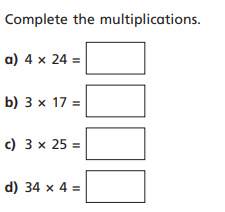 Complete the multiplications.
a) 4 × 24 =
b) 3 × 17 =
c) 3 × 25 =
d) 34 × 4 =